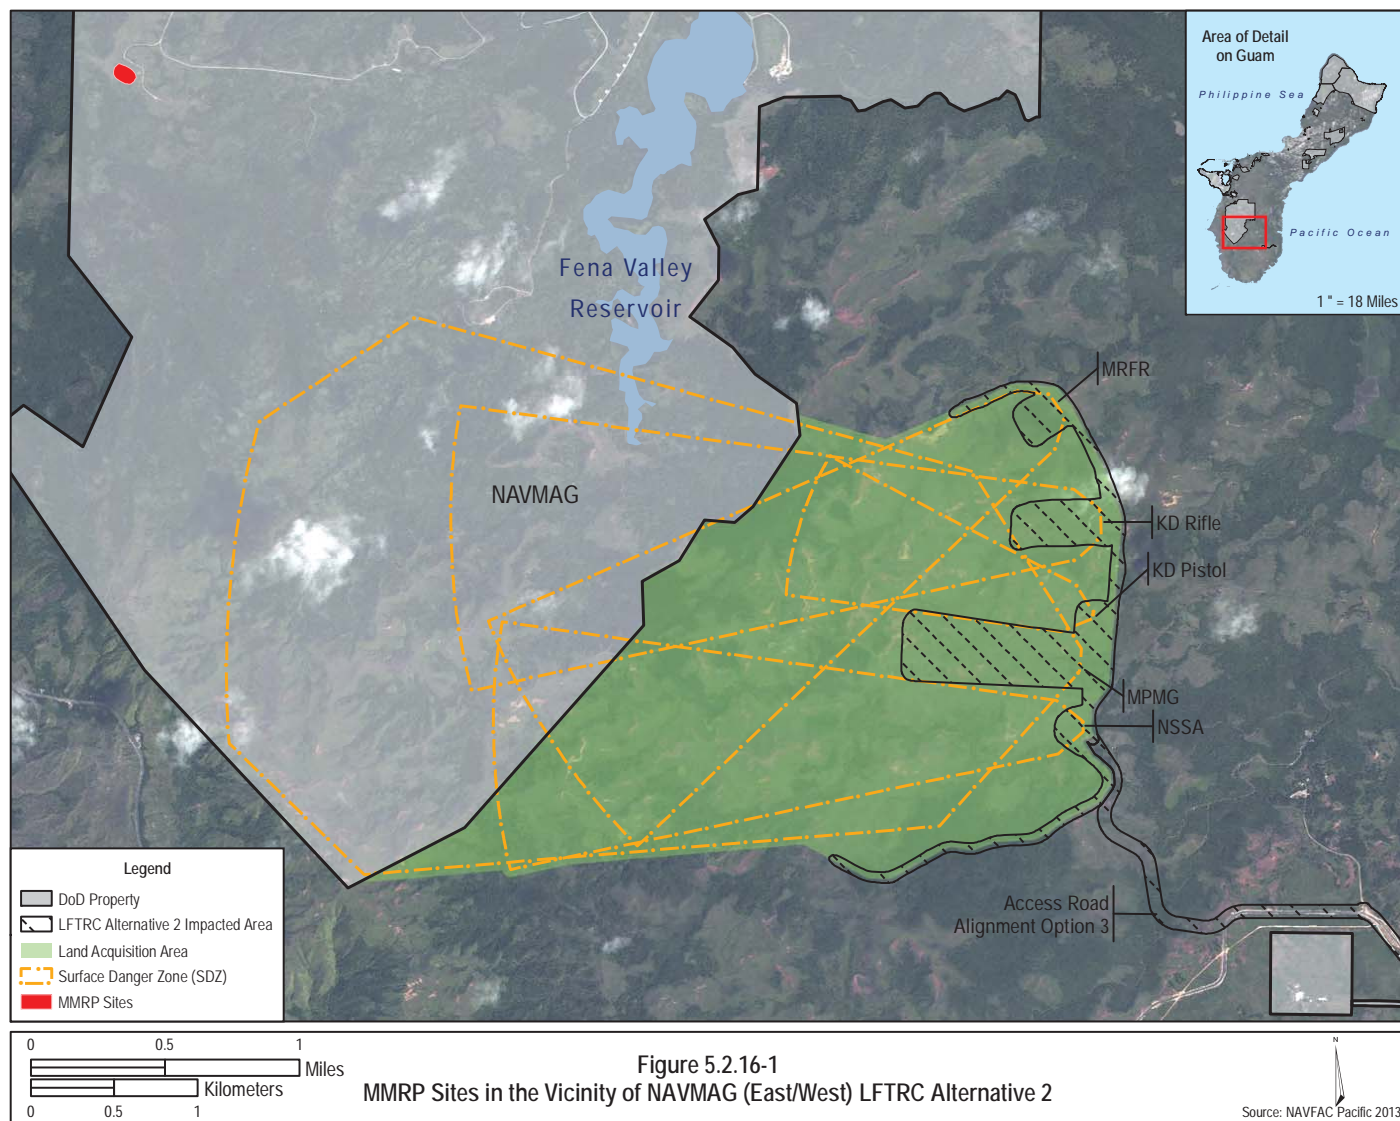 Area of Detail
on Guam
Philippine Sea
Pacific Ocean
1 " = 18 Miles
Fena Valley
Reservoir
MRFR
NAVMAG
KD Rifle
KD Pistol
MPMG
NSSA
Access Road
Alignment Option 3
Legend
DoD Property
LFTRC Alternative 2 Impacted Area
Land Acquisition Area
Surface Danger Zone (SDZ)
MMRP Sites
0 0.5 1
Miles
Kilometers
0 0.5 1
Figure 5.2.16-1
MMRP Sites in the Vicinity of NAVMAG (East/West) LFTRC Alternative 2
N
Source: NAVFAC Pacific 2013